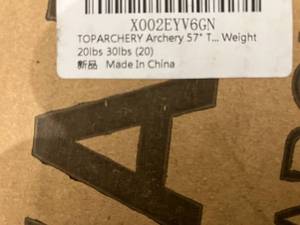 X002EYV6GN
TOPARCHERY Archery 57" T... Weight
20lbs 30lbs (20)
新品 Made In China